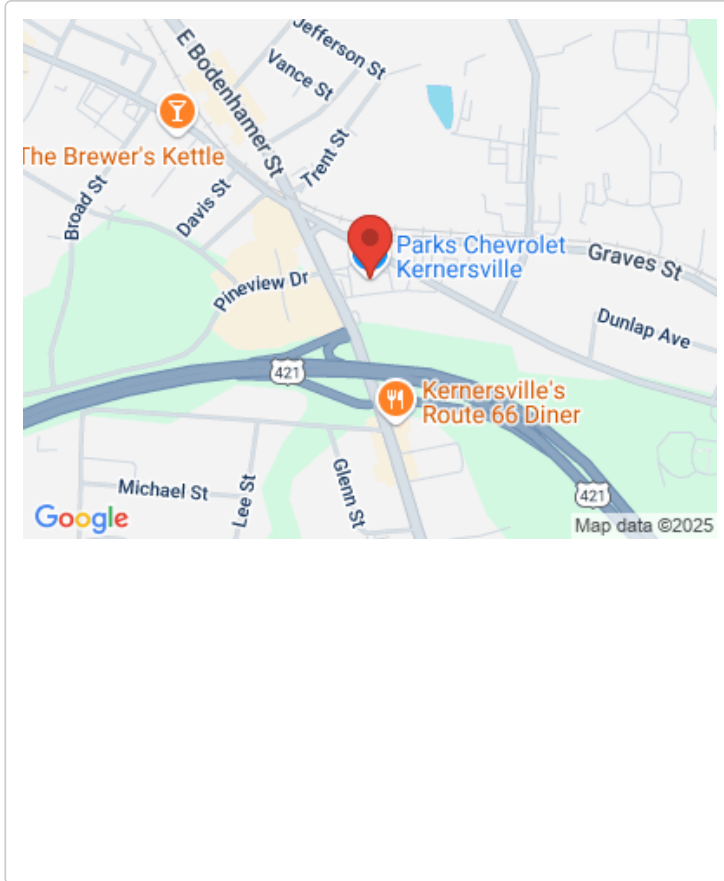 Jefferson St
E Bodenhamer St
Vance St
The Brewer's Kettle
Trent St
Broad St
Davis St
Parks Chevrolet
Kernersville
Graves St
Pineview Dr
Dunlap Ave
421
Kernersville's
Route 66 Diner
Glenn St
Michael St
Lee St
421
Google
Map data ©2025